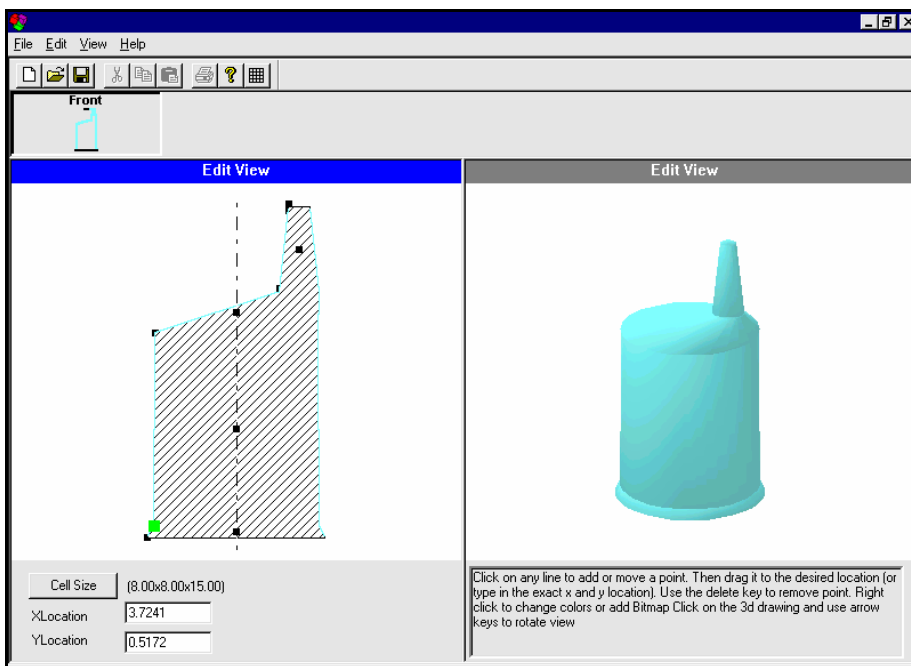 File Edit View Help
Front
Edit View
Edit View
Cell Size (8.00x8.00x15.00)
XLocation 3.7241
YLocation 0.5172
Click on any line to add or move a point. Then drag it to the desired location (or
type in the exact x and y location). Use the delete key to remove point. Right
click to change colors or add Bitmap Click on the 3d drawing and use arrow
keys to rotate view